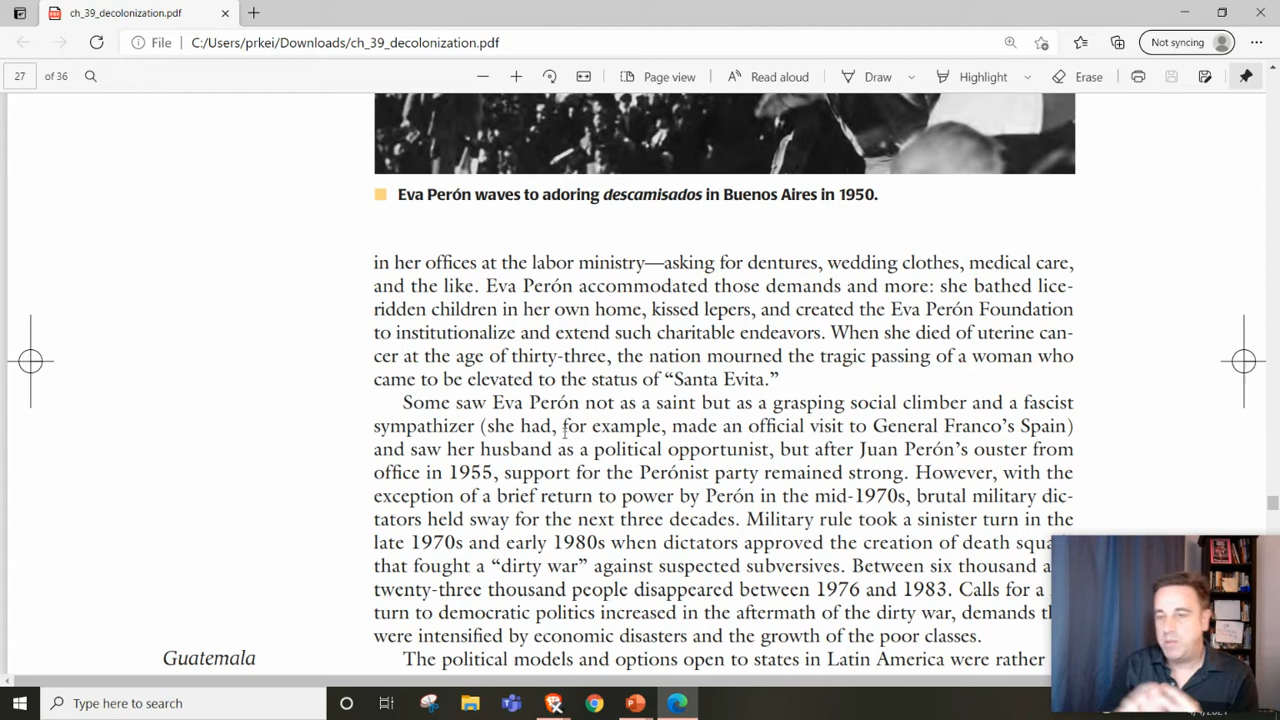 ch_39_decolonization.pdf
File C:/Users/prkei/Downloads/ch_39_decolonization.pdf
Not syncing
27 of 36
Page view
Read aloud
Draw
Highlight
Erase
Eva Perón waves to adoring descamisados in Buenos Aires in 1950.
in her offices at the labor ministry—asking for dentures, wedding clothes, medical care,
and the like. Eva Perón accommodated those demands and more: she bathed lice-
ridden children in her own home, kissed lepers, and created the Eva Perón Foundation
to institutionalize and extend such charitable endeavors. When she died of uterine can-
cer at the age of thirty-three, the nation mourned the tragic passing of a woman who
came to be elevated to the status of “Santa Evita.”
Some saw Eva Perón not as a saint but as a grasping social climber and a fascist
sympathizer (she had, for example, made an official visit to General Franco’s Spain)
and saw her husband as a political opportunist, but after Juan Perón’s ouster from
office in 1955, support for the Perónist party remained strong. However, with the
exception of a brief return to power by Perón in the mid-1970s, brutal military dic-
tators held sway for the next three decades. Military rule took a sinister turn in the
late 1970s and early 1980s when dictators approved the creation of death
that fought a “dirty war” against suspected subversives. Between six thousand
twenty-three thousand people disappeared between 1976 and 1983. Calls for a
turn to democratic politics increased in the aftermath of the dirty war, demands
were intensified by economic disasters and the growth of the poor classes.
Guatemala
The political models and options open to states in Latin America were rather
Type here to search